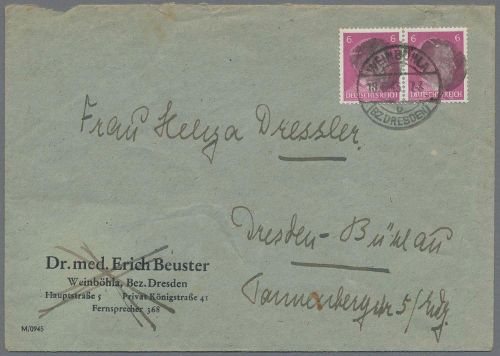 6 6
DEUTSCHES REICH DEUTSCHES REICH
WEINBÖHLA
(BZ. DRESDEN)
Frau Helga Dressler
Dresden-Bühlau
Tannenbergstr 5/
Dr. med. Erich Beuster
Weinböhla, Bez. Dresden
Hauptstraße 5 Privat Königstraße 41
Fernsprecher 368
M/0945